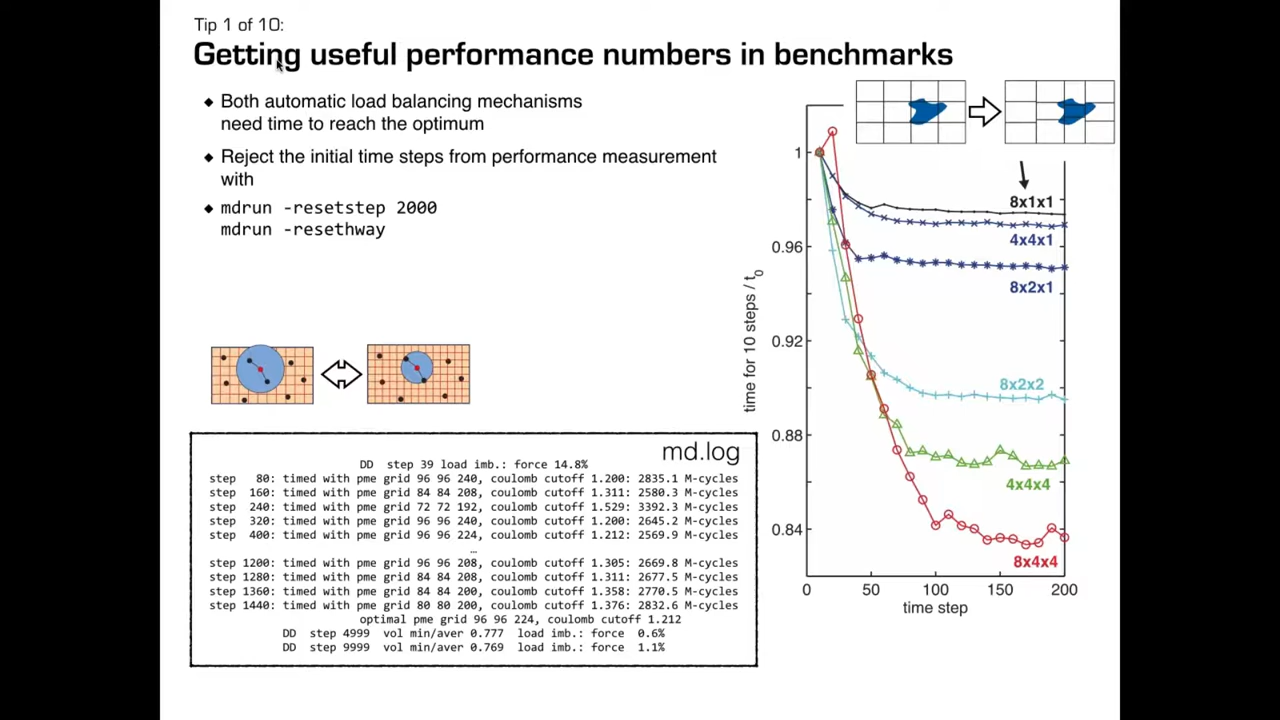 Tip 1 of 10:
Getting useful performance numbers in benchmarks
◆ Both automatic load balancing mechanisms
need time to reach the optimum
◆ Reject the initial time steps from performance measurement
with
◆ mdrun -resetstep 2000
mdrun -resethway
md.log
DD step 39 load imb.: force 14.8%
step 80: timed with pme grid 96 96 240, coulomb cutoff 1.200: 2835.1 M-cycles
step 160: timed with pme grid 84 84 208, coulomb cutoff 1.311: 2580.3 M-cycles
step 240: timed with pme grid 72 72 192, coulomb cutoff 1.529: 3392.3 M-cycles
step 320: timed with pme grid 96 96 240, coulomb cutoff 1.200: 2645.2 M-cycles
step 400: timed with pme grid 96 96 224, coulomb cutoff 1.212: 2569.9 M-cycles
…
step 1200: timed with pme grid 96 96 208, coulomb cutoff 1.305: 2669.8 M-cycles
step 1280: timed with pme grid 84 84 208, coulomb cutoff 1.311: 2677.5 M-cycles
step 1360: timed with pme grid 84 84 200, coulomb cutoff 1.358: 2770.5 M-cycles
step 1440: timed with pme grid 80 80 200, coulomb cutoff 1.376: 2832.6 M-cycles
optimal pme grid 96 96 224, coulomb cutoff 1.212
DD step 4999 vol min/aver 0.777 load imb.: force 0.6%
DD step 9999 vol min/aver 0.769 load imb.: force 1.1%
time for 10 steps / t0
1
0.96
0.92
0.88
0.84
8x1x1
4x4x1
8x2x1
8x2x2
4x4x4
8x4x4
0 50 100 150 200
time step